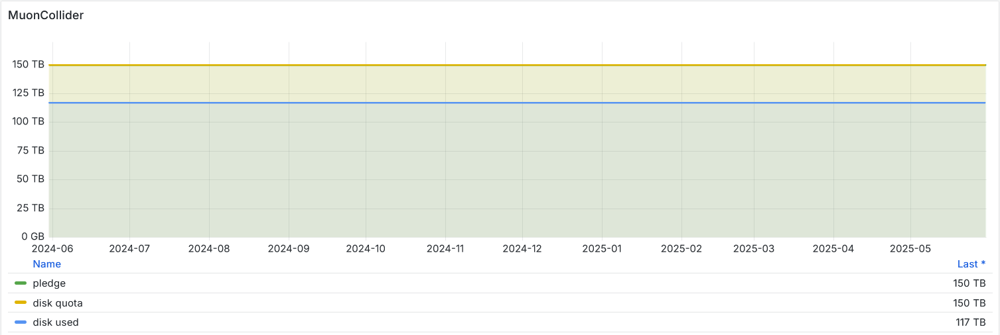 MuonCollider
150 TB
125 TB
100 TB
75 TB
50 TB
25 TB
0 GB
2024-06 2024-07 2024-08 2024-09 2024-10 2024-11 2024-12 2025-01 2025-02 2025-03 2025-04 2025-05
Name Last *
pledge 150 TB
disk quota 150 TB
disk used 117 TB